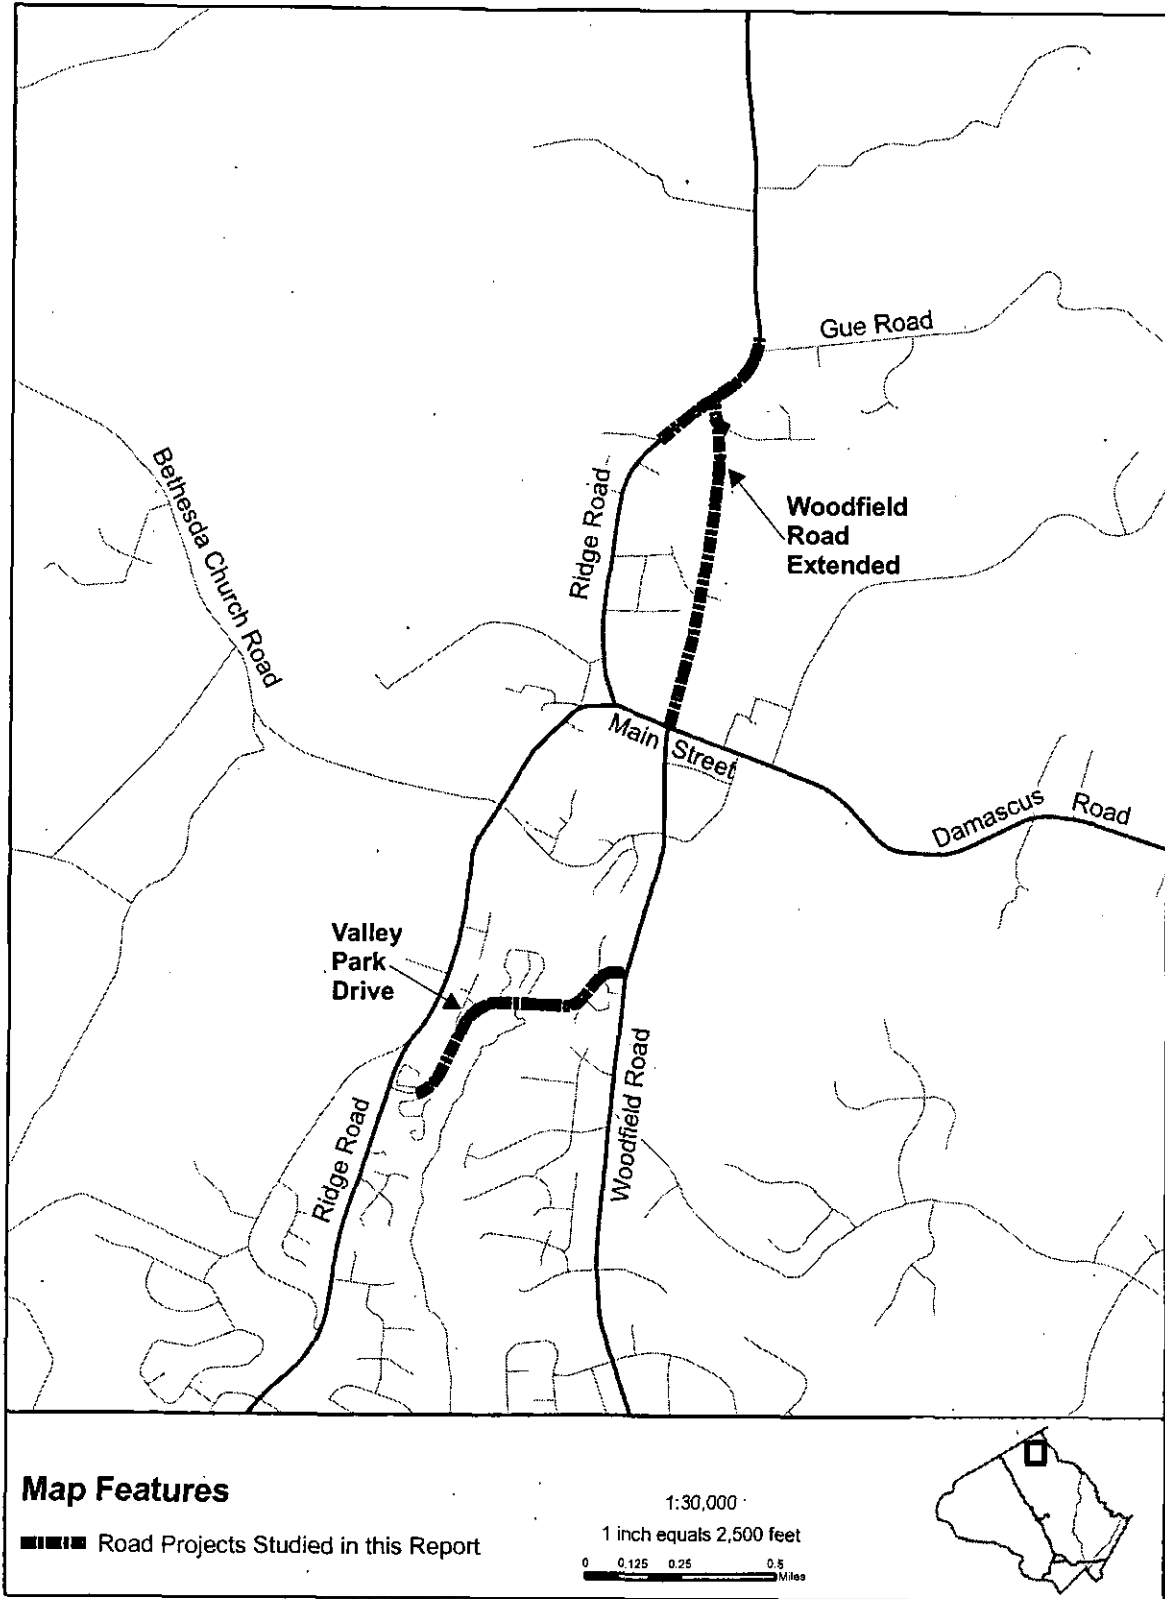 Gue Road
Bethesda Church Road
Ridge Road
Woodfield
Road
Extended
Main Street
Damascus Road
Valley
Park
Drive
Woodfield Road
Ridge Road
Map Features
Road Projects Studied in this Report
1:30,000
1 inch equals 2,500 feet
0 0.125 0.25 0.5
Miles